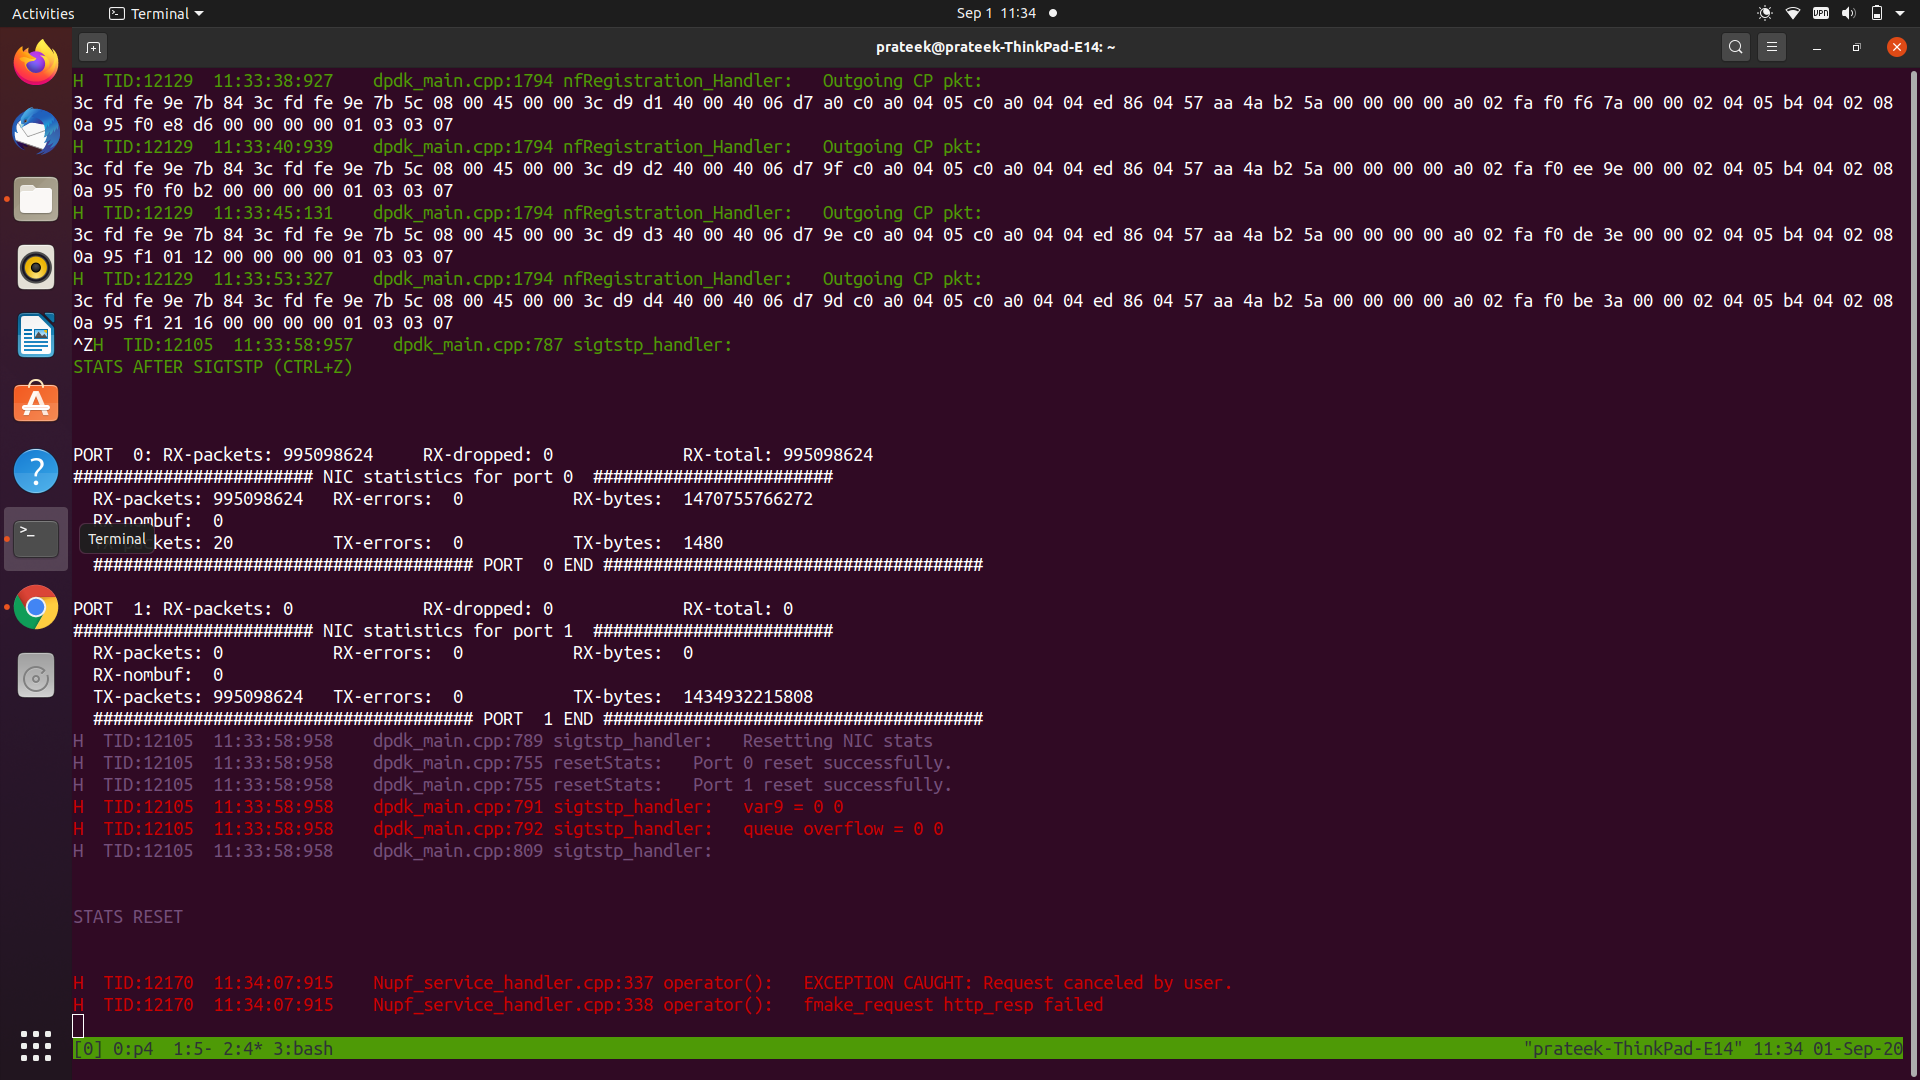 Activities Terminal Sep 1 11:34
prateek@prateek-ThinkPad-E14: ~
H TID:12129 11:33:38:927 dpdk_main.cpp:1794 nfRegistration_Handler: Outgoing CP pkt:
3c fd fe 9e 7b 84 3c fd fe 9e 7b 5c 08 00 45 00 00 3c d9 d1 40 00 40 06 d7 a0 c0 a0 04 05 c0 a0 04 04 ed 86 04 57 aa 4a b2 5a 00 00 00 00 a0 02 fa f0 f6 7a 00 00 02 04 05 b4 04 02 08
0a 95 f0 e8 d6 00 00 00 00 01 03 03 07
H TID:12129 11:33:40:939 dpdk_main.cpp:1794 nfRegistration_Handler: Outgoing CP pkt:
3c fd fe 9e 7b 84 3c fd fe 9e 7b 5c 08 00 45 00 00 3c d9 d2 40 00 40 06 d7 9f c0 a0 04 05 c0 a0 04 04 ed 86 04 57 aa 4a b2 5a 00 00 00 00 a0 02 fa f0 ee 9e 00 00 02 04 05 b4 04 02 08
0a 95 f0 f0 b2 00 00 00 00 01 03 03 07
H TID:12129 11:33:45:131 dpdk_main.cpp:1794 nfRegistration_Handler: Outgoing CP pkt:
3c fd fe 9e 7b 84 3c fd fe 9e 7b 5c 08 00 45 00 00 3c d9 d3 40 00 40 06 d7 9e c0 a0 04 05 c0 a0 04 04 ed 86 04 57 aa 4a b2 5a 00 00 00 00 a0 02 fa f0 de 3e 00 00 02 04 05 b4 04 02 08
0a 95 f1 01 12 00 00 00 00 01 03 03 07
H TID:12129 11:33:53:327 dpdk_main.cpp:1794 nfRegistration_Handler: Outgoing CP pkt:
3c fd fe 9e 7b 84 3c fd fe 9e 7b 5c 08 00 45 00 00 3c d9 d4 40 00 40 06 d7 9d c0 a0 04 05 c0 a0 04 04 ed 86 04 57 aa 4a b2 5a 00 00 00 00 a0 02 fa f0 be 3a 00 00 02 04 05 b4 04 02 08
0a 95 f1 21 16 00 00 00 00 01 03 03 07
^ZH TID:12105 11:33:58:957 dpdk_main.cpp:787 sigtstp_handler:
STATS AFTER SIGTSTP (CTRL+Z)
PORT 0: RX-packets: 995098624 RX-dropped: 0 RX-total: 995098624
######################## NIC statistics for port 0 ########################
RX-packets: 995098624 RX-errors: 0 RX-bytes: 1470755766272
RX-nombuf: 0
Terminal
kets: 20 TX-errors: 0 TX-bytes: 1480
###################################### PORT 0 END ######################################
PORT 1: RX-packets: 0 RX-dropped: 0 RX-total: 0
######################## NIC statistics for port 1 ########################
RX-packets: 0 RX-errors: 0 RX-bytes: 0
RX-nombuf: 0
TX-packets: 995098624 TX-errors: 0 TX-bytes: 1434932215808
###################################### PORT 1 END ######################################
H TID:12105 11:33:58:958 dpdk_main.cpp:789 sigtstp_handler: Resetting NIC stats
H TID:12105 11:33:58:958 dpdk_main.cpp:755 resetStats: Port 0 reset successfully.
H TID:12105 11:33:58:958 dpdk_main.cpp:755 resetStats: Port 1 reset successfully.
H TID:12105 11:33:58:958 dpdk_main.cpp:791 sigtstp_handler: var9 = 0 0
H TID:12105 11:33:58:958 dpdk_main.cpp:792 sigtstp_handler: queue overflow = 0 0
H TID:12105 11:33:58:958 dpdk_main.cpp:809 sigtstp_handler:
STATS RESET
H TID:12170 11:34:07:915 Nupf_service_handler.cpp:337 operator(): EXCEPTION CAUGHT: Request canceled by user.
H TID:12170 11:34:07:915 Nupf_service_handler.cpp:338 operator(): fmake_request http_resp failed
[0] 0:p4 1:5- 2:4* 3:bash "prateek-ThinkPad-E14" 11:34 01-Sep-20